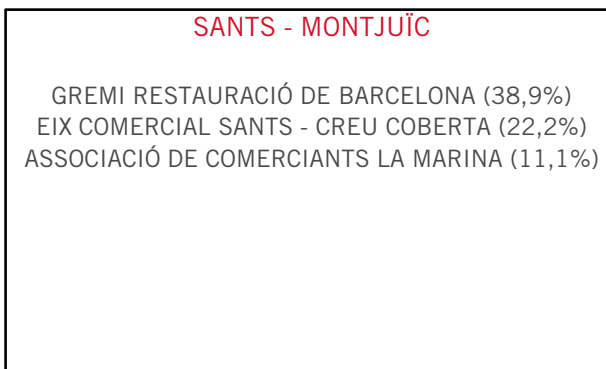 SANTS - MONTJUÏC
GREMI RESTAURACIÓ DE BARCELONA (38,9%)
EIX COMERCIAL SANTS - CREU COBERTA (22,2%)
ASSOCIACIÓ DE COMERCIANTS LA MARINA (11,1%)